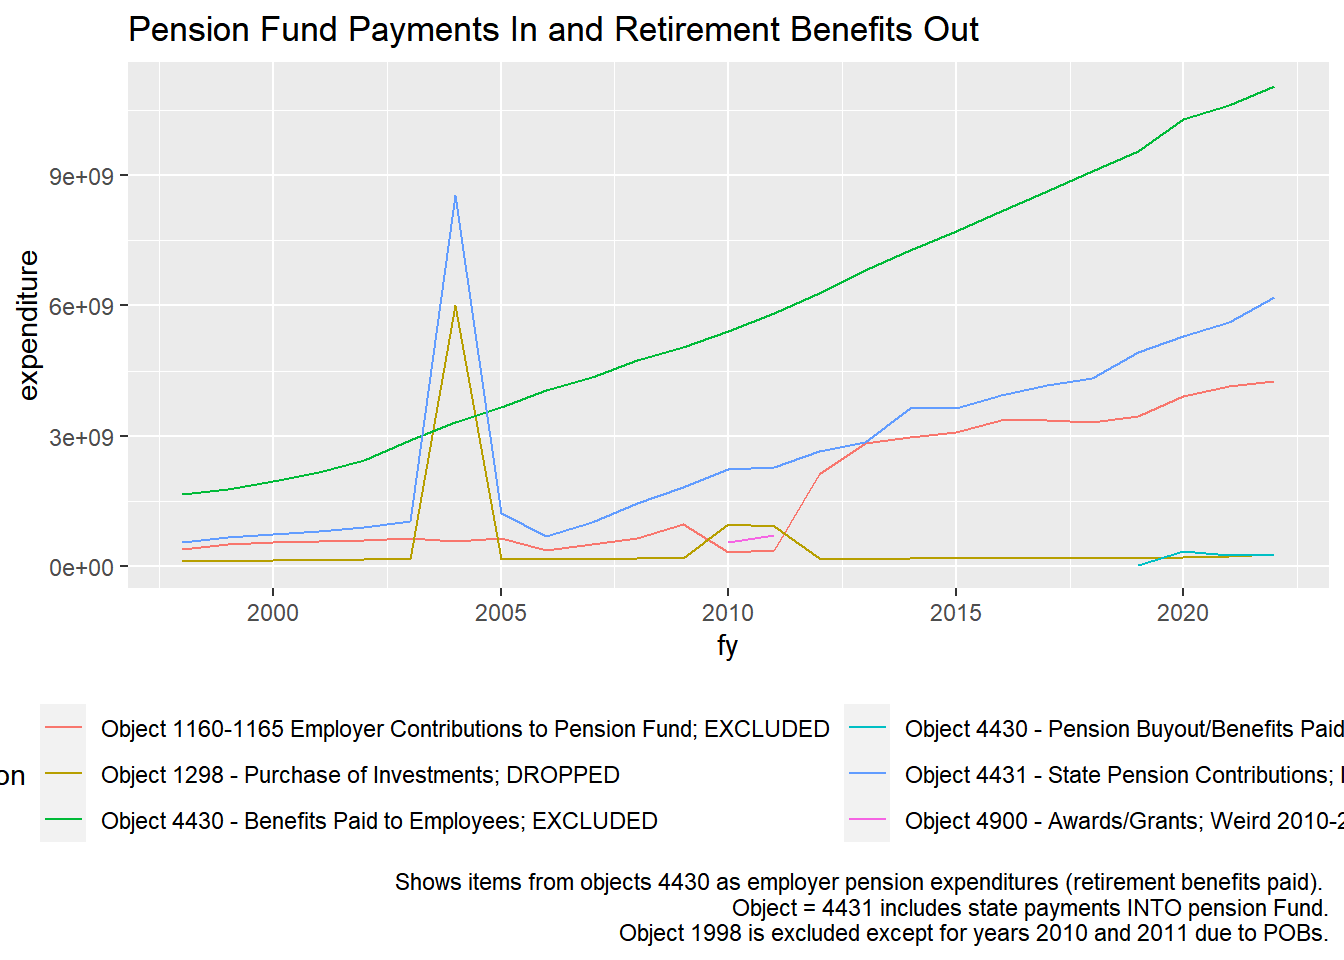 Pension Fund Payments In and Retirement Benefits Out
expenditure
9e+09
6e+09
3e+09
0e+00
2000 2005 2010 2015 2020
fy
on
Object 1160-1165 Employer Contributions to Pension Fund; EXCLUDED
Object 1298 - Purchase of Investments; DROPPED
Object 4430 - Benefits Paid to Employees; EXCLUDED
Object 4430 - Pension Buyout/Benefits Paid
Object 4431 - State Pension Contributions;
Object 4900 - Awards/Grants; Weird 2010-2
Shows items from objects 4430 as employer pension expenditures (retirement benefits paid).
Object = 4431 includes state payments INTO pension Fund.
Object 1998 is excluded except for years 2010 and 2011 due to POBs.